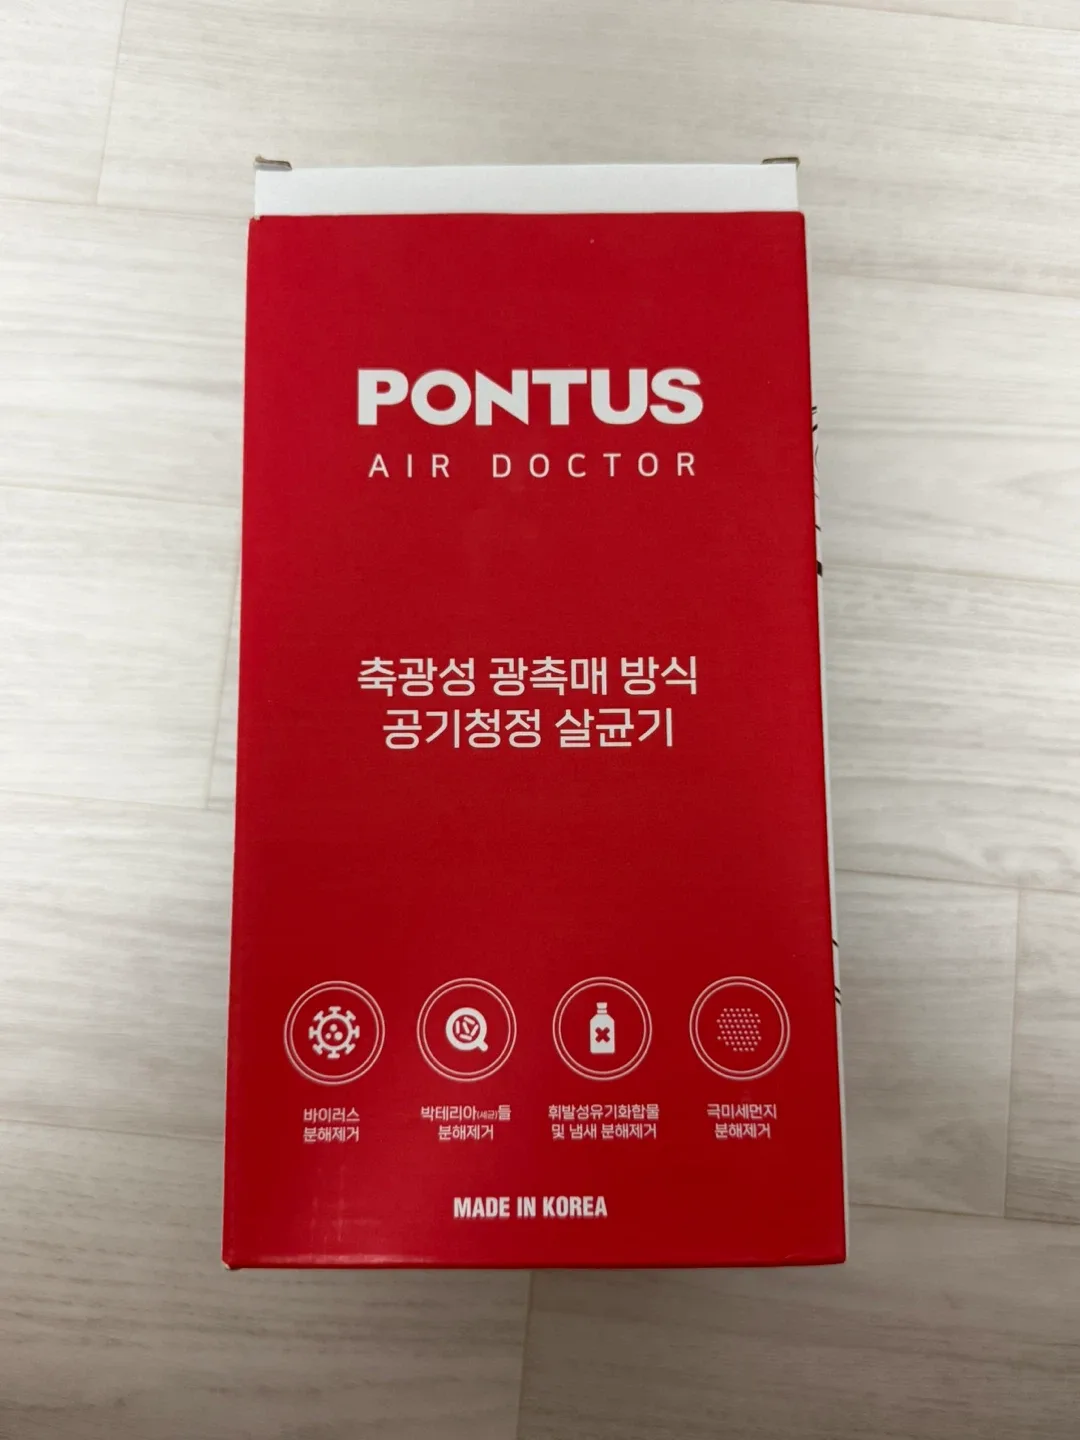 PONTUS
AIR DOCTOR
축광성 광촉매 방식
공기청정 살균기
바이러스
분해제거
박테리아(세균)들
분해제거
휘발성유기화합물
및 냄새 분해제거
극미세먼지
분해제거
MADE IN KOREA